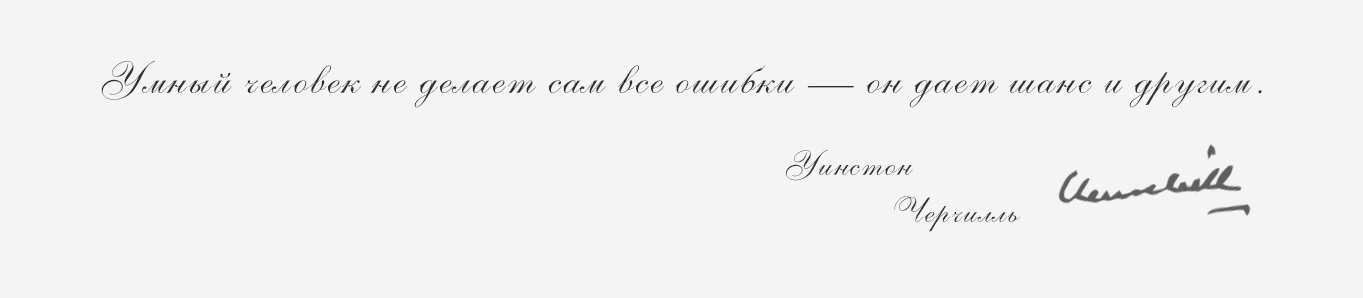 Умный человек не делает сам все ошибки — он дает шанс и другим.
Уинстон
Черчилль
Churchill